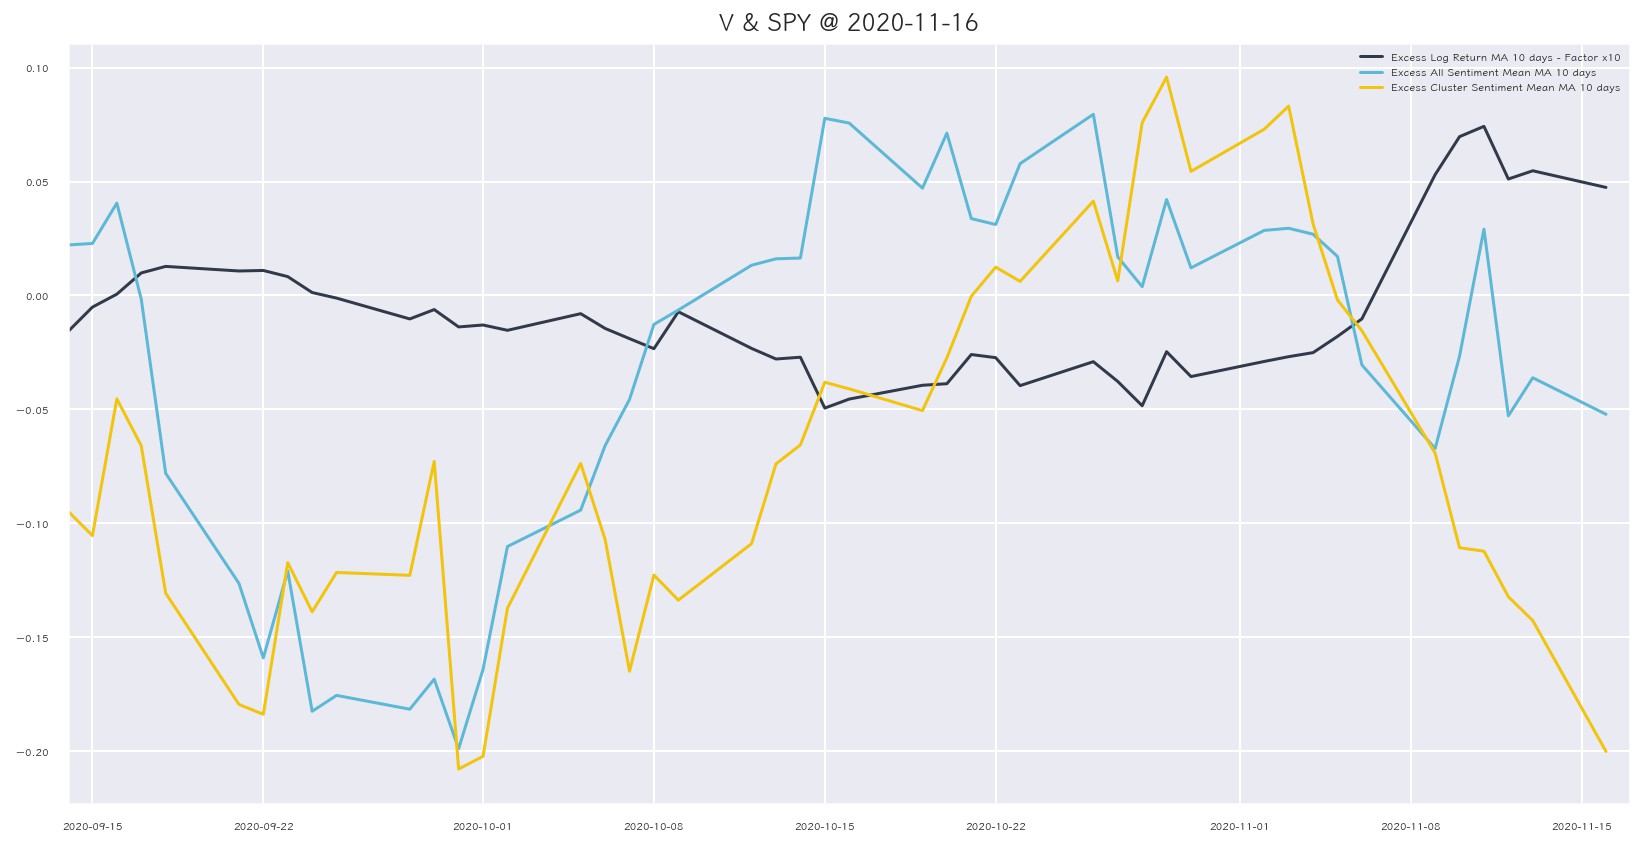 V & SPY @ 2020-11-16
Excess Log Return MA 10 days - Factor x10
Excess All Sentiment Mean MA 10 days
Excess Cluster Sentiment Mean MA 10 days
0.10
0.05
0.00
−0.05
−0.10
−0.15
−0.20
2020-09-15 2020-09-22 2020-10-01 2020-10-08 2020-10-15 2020-10-22 2020-11-01 2020-11-08 2020-11-15